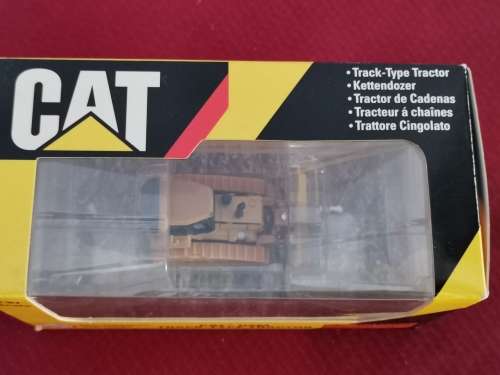 CAT
• Track-Type Tractor
• Kettendozer
• Tractor de Cadenas
• Tracteur á chaînes
• Trattore Cingolato